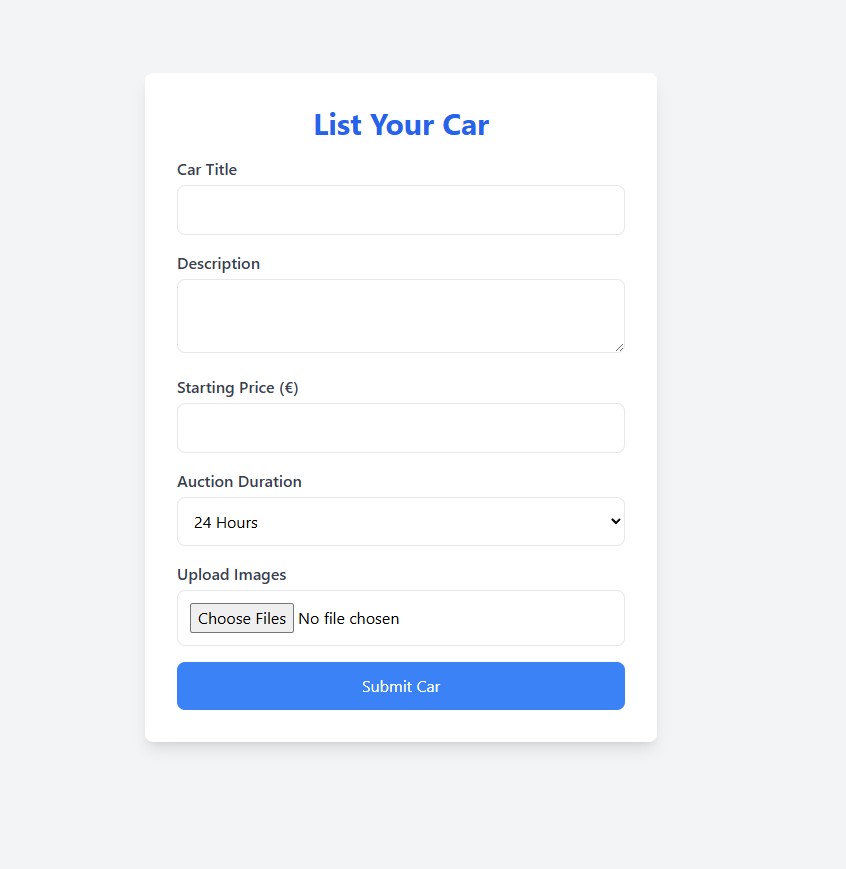 List Your Car
Car Title
Description
Starting Price (€)
Auction Duration
24 Hours
Upload Images
Choose Files No file chosen
Submit Car